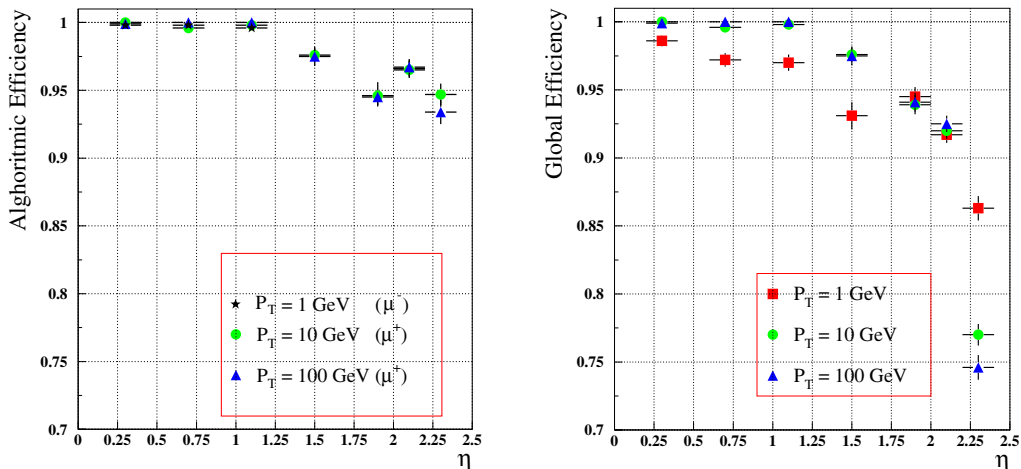 Alghoritmic Efficiency
1
0.95
0.9
0.85
0.8
0.75
0.7
P_T = 1 GeV (μ⁻)
P_T = 10 GeV (μ⁺)
P_T = 100 GeV (μ⁺)
0 0.25 0.5 0.75 1 1.25 1.5 1.75 2 2.25 2.5
η
Global Efficiency
1
0.95
0.9
0.85
0.8
0.75
0.7
P_T = 1 GeV
P_T = 10 GeV
P_T = 100 GeV
0 0.25 0.5 0.75 1 1.25 1.5 1.75 2 2.25 2.5
η